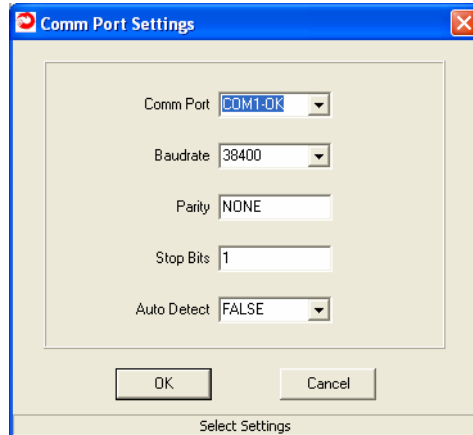 Comm Port Settings
Comm Port COM1-OK
Baudrate 38400
Parity NONE
Stop Bits 1
Auto Detect FALSE
OK Cancel
Select Settings